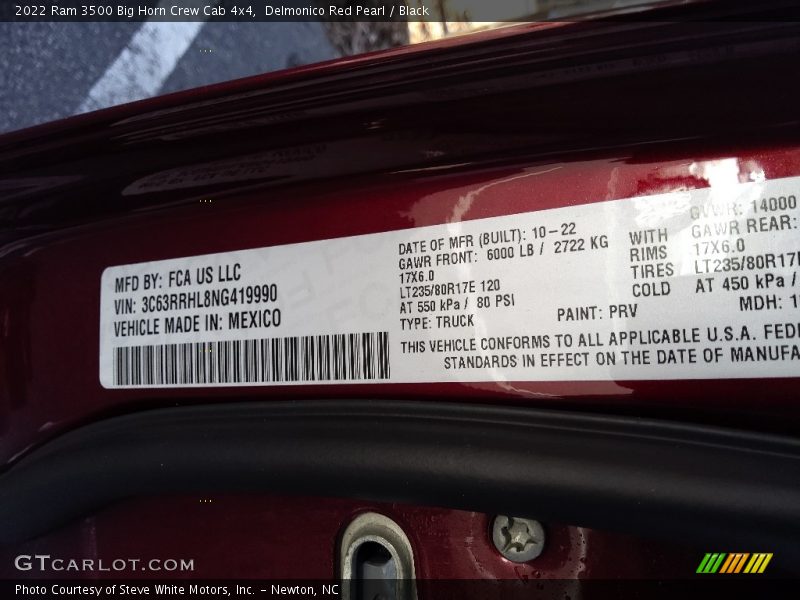 2022 Ram 3500 Big Horn Crew Cab 4x4,  Delmonico Red Pearl / Black
MFD BY: FCA US LLC
VIN: 3C63RRHL8NG419990
VEHICLE MADE IN: MEXICO
DATE OF MFR (BUILT): 10-22
GAWR FRONT: 6000 LB / 2722 KG
17X6.0
LT235/80R17E 120
AT 550 kPa / 80 PSI
TYPE: TRUCK
WITH
RIMS
TIRES
COLD
GVWR: 14000
GAWR REAR:
17X6.0
LT235/80R17
AT 450 kPa /
PAINT: PRV
MDH: 1
THIS VEHICLE CONFORMS TO ALL APPLICABLE U.S.A. FED
STANDARDS IN EFFECT ON THE DATE OF MANUFA
GTCARLOT.COM
Photo Courtesy of Steve White Motors, Inc. – Newton, NC